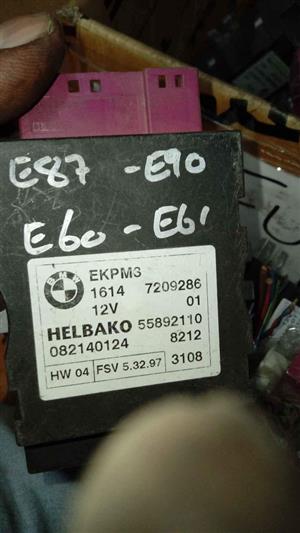 E87 - E90
E60 - E61
BMW
EKPM3
1614 7209286
12V 01
HELBAKO 55892110
082140124 8212
HW 04 FSV 5.32.97 3108